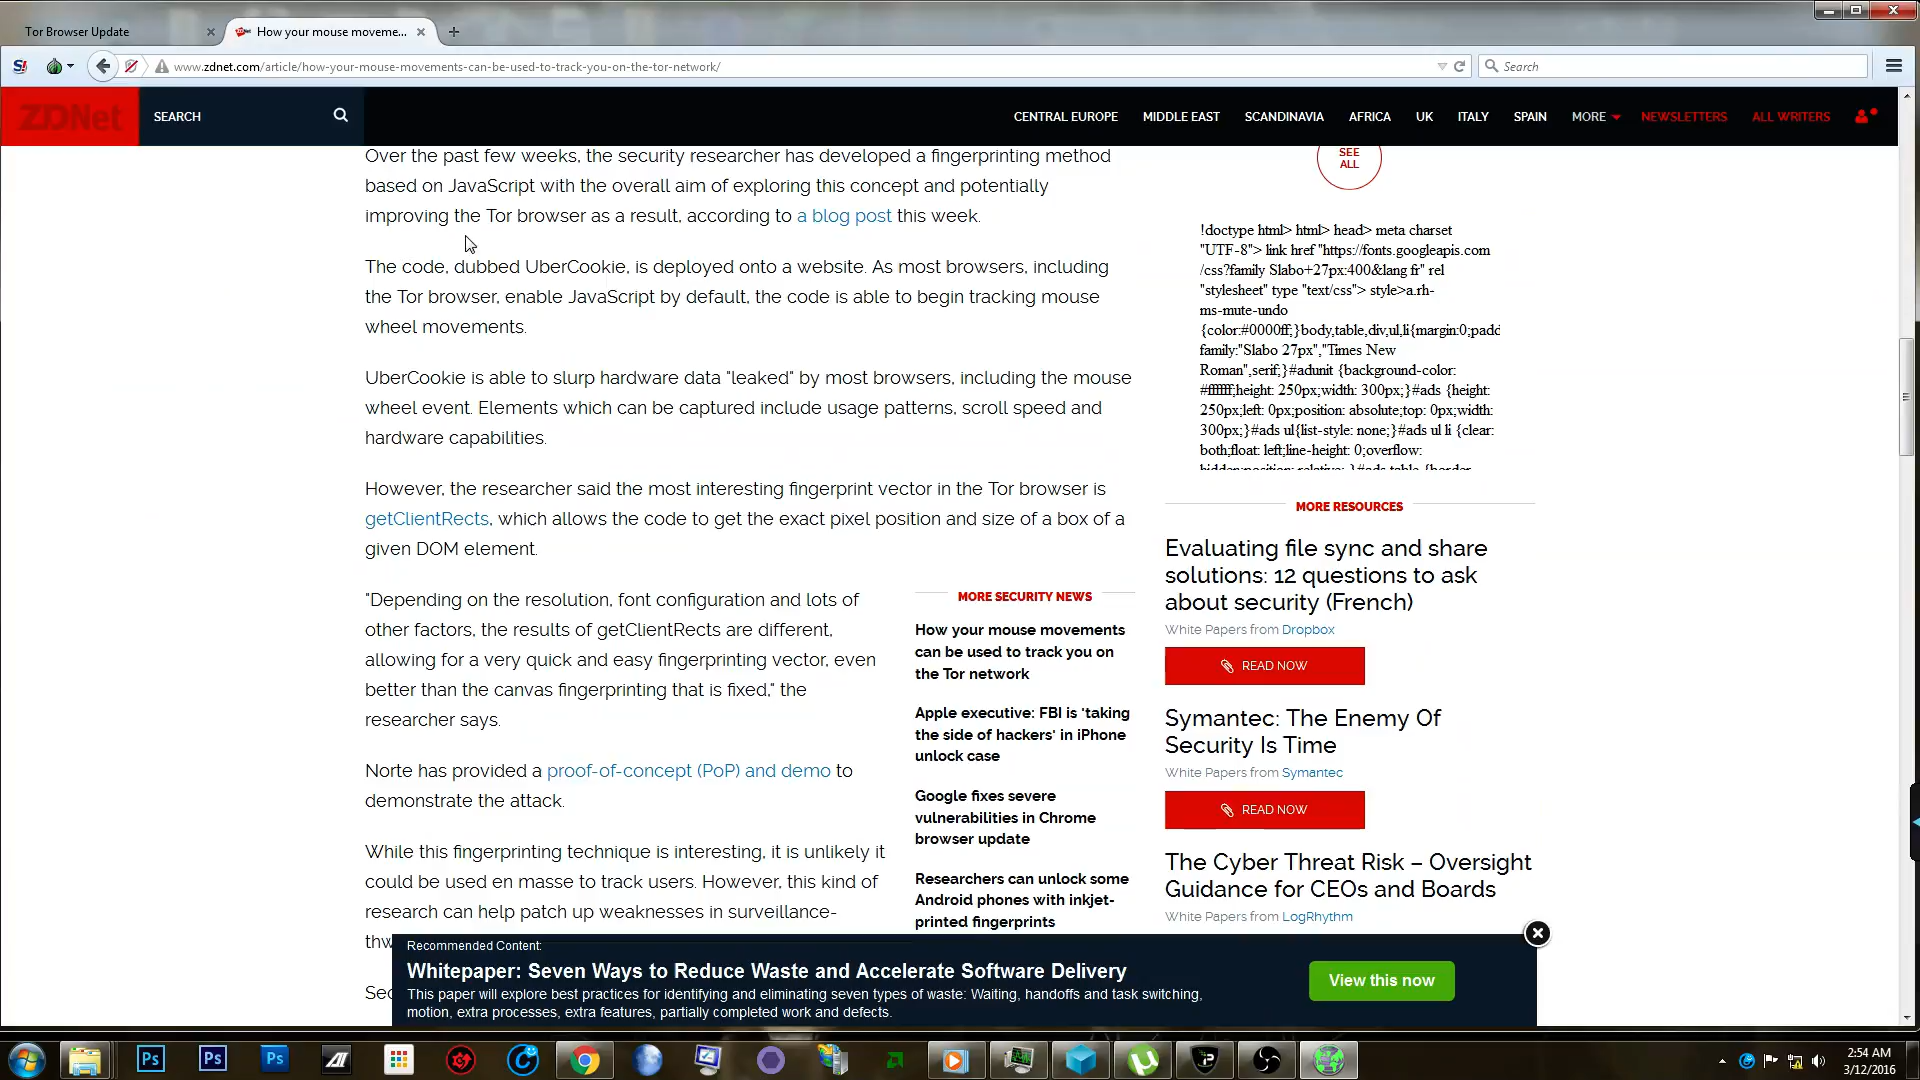 Tor Browser Update
How your mouse moveme...
www.zdnet.com/article/how-your-mouse-movements-can-be-used-to-track-you-on-the-tor-network/
Search
ZDNet
SEARCH
CENTRAL EUROPE
MIDDLE EAST
SCANDINAVIA
AFRICA
UK
ITALY
SPAIN
MORE
NEWSLETTERS
ALL WRITERS
Over the past few weeks, the security researcher has developed a fingerprinting method
based on JavaScript with the overall aim of exploring this concept and potentially
improving the Tor browser as a result, according to a blog post this week.
The code, dubbed UberCookie, is deployed onto a website. As most browsers, including
the Tor browser, enable JavaScript by default, the code is able to begin tracking mouse
wheel movements.
UberCookie is able to slurp hardware data "leaked" by most browsers, including the mouse
wheel event. Elements which can be captured include usage patterns, scroll speed and
hardware capabilities.
However, the researcher said the most interesting fingerprint vector in the Tor browser is
getClientRects, which allows the code to get the exact pixel position and size of a box of a
given DOM element.
"Depending on the resolution, font configuration and lots of
other factors, the results of getClientRects are different,
allowing for a very quick and easy fingerprinting vector, even
better than the canvas fingerprinting that is fixed," the
researcher says.
Norte has provided a proof-of-concept (PoP) and demo to
demonstrate the attack.
While this fingerprinting technique is interesting, it is unlikely it
could be used en masse to track users. However, this kind of
research can help patch up weaknesses in surveillance-
MORE SECURITY NEWS
How your mouse movements
can be used to track you on
the Tor network
Apple executive: FBI is 'taking
the side of hackers' in iPhone
unlock case
Google fixes severe
vulnerabilities in Chrome
browser update
Researchers can unlock some
Android phones with inkjet-
printed fingerprints
SEE
ALL
!doctype html> html> head> meta charset
"UTF-8"> link href "https://fonts.googleapis.com
/css?family Slabo+27px:400&lang fr" rel
"stylesheet" type "text/css"> style>a.rh-
ms-mute-undo
{color:#0000ff;}body,table,div,ul,li{margin:0;padd
family:"Slabo 27px","Times New
Roman",serif;}#adunit {background-color:
#ffffff;height: 250px;width: 300px;}#ads {height:
250px;left: 0px;position: absolute;top: 0px;width:
300px;}#ads ul{list-style: none;}#ads ul li {clear:
both;float: left;line-height: 0;overflow:
MORE RESOURCES
Evaluating file sync and share
solutions: 12 questions to ask
about security (French)
White Papers from Dropbox
READ NOW
Symantec: The Enemy Of
Security Is Time
White Papers from Symantec
READ NOW
The Cyber Threat Risk – Oversight
Guidance for CEOs and Boards
White Papers from LogRhythm
Recommended Content:
Whitepaper: Seven Ways to Reduce Waste and Accelerate Software Delivery
This paper will explore best practices for identifying and eliminating seven types of waste: Waiting, handoffs and task switching,
motion, extra processes, extra features, partially completed work and defects.
View this now
Ps
Ps
Ps
2:54 AM
3/12/2016